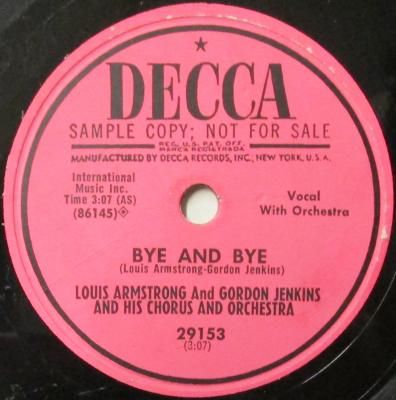 ★
DECCA
SAMPLE COPY; NOT FOR SALE
REG. U.S. PAT. OFF.
MARCA REGISTRADA
MANUFACTURED BY DECCA RECORDS, INC., NEW YORK, U.S.A.
International
Music Inc.
Time 3:07 (AS)
(86145)
Vocal
With Orchestra
BYE AND BYE
(Louis Armstrong-Gordon Jenkins)
LOUIS ARMSTRONG And GORDON JENKINS
AND HIS CHORUS AND ORCHESTRA
29153
(3:07)